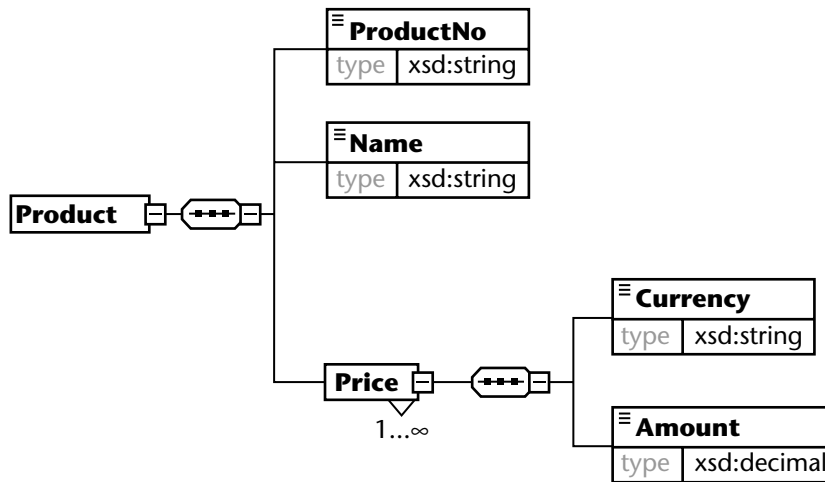 ProductNo
type xsd:string
Name
type xsd:string
Product
Currency
type xsd:string
Price
1...∞
Amount
type xsd:decimal